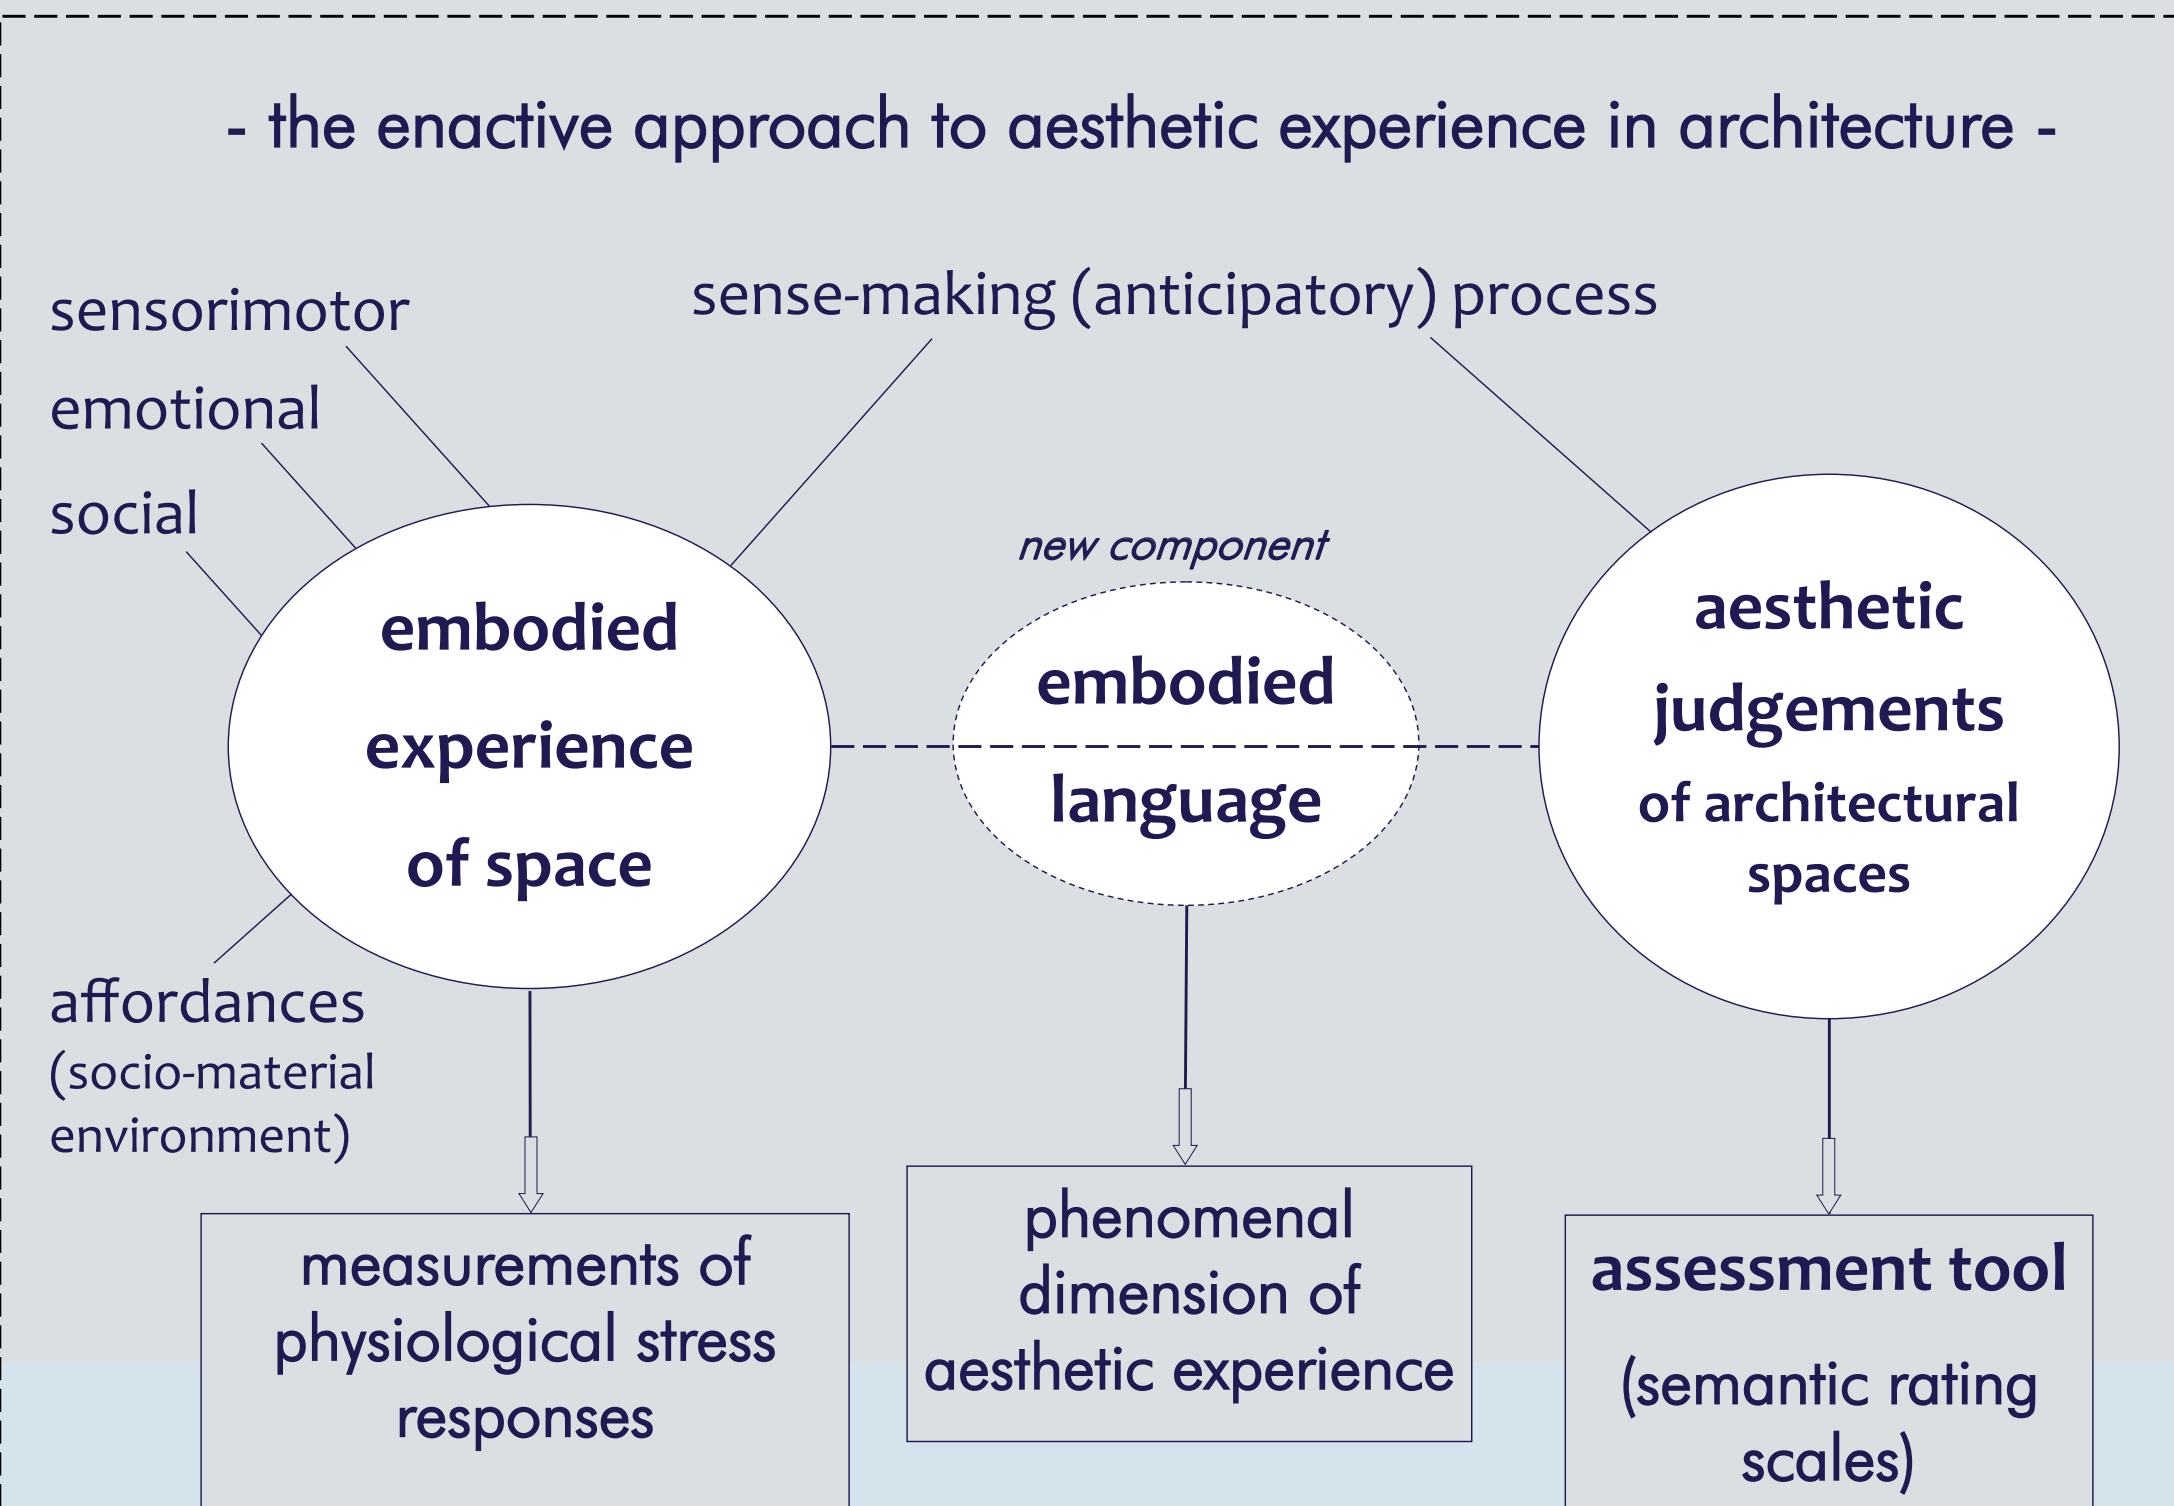 - the enactive approach to aesthetic experience in architecture -
sensorimotor
emotional
social
sense-making (anticipatory) process
embodied
experience
of space
new component
embodied
language
aesthetic
judgements
of architectural
spaces
affordances
(socio-material
environment)
measurements of
physiological stress
responses
phenomenal
dimension of
aesthetic experience
assessment tool
(semantic rating
scales)